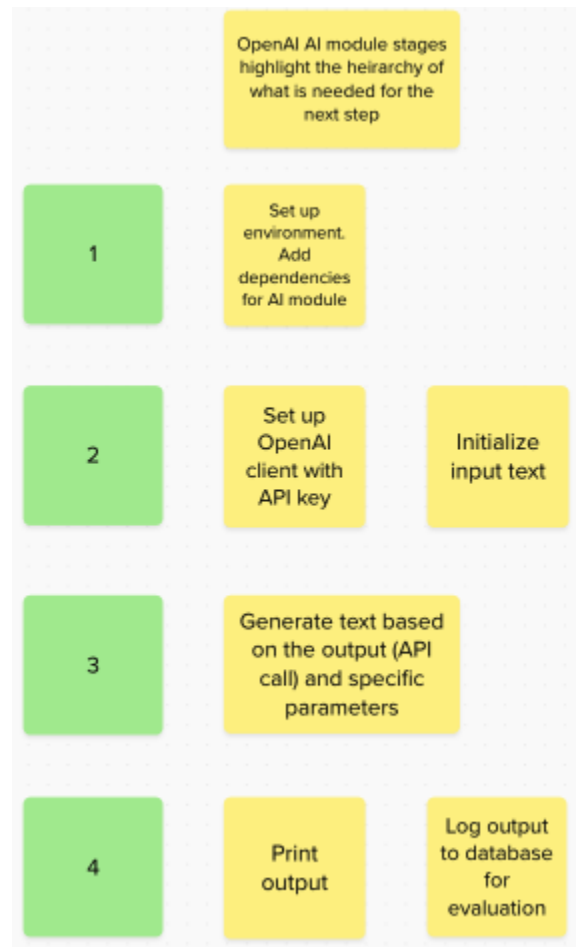 OpenAI AI module stages
highlight the heirarchy of
what is needed for the
next step
1
Set up
environment.
Add
dependencies
for AI module
2
Set up
OpenAI
client with
API key
Initialize
input text
3
Generate text based
on the output (API
call) and specific
parameters
4
Print
output
Log output
to database
for
evaluation